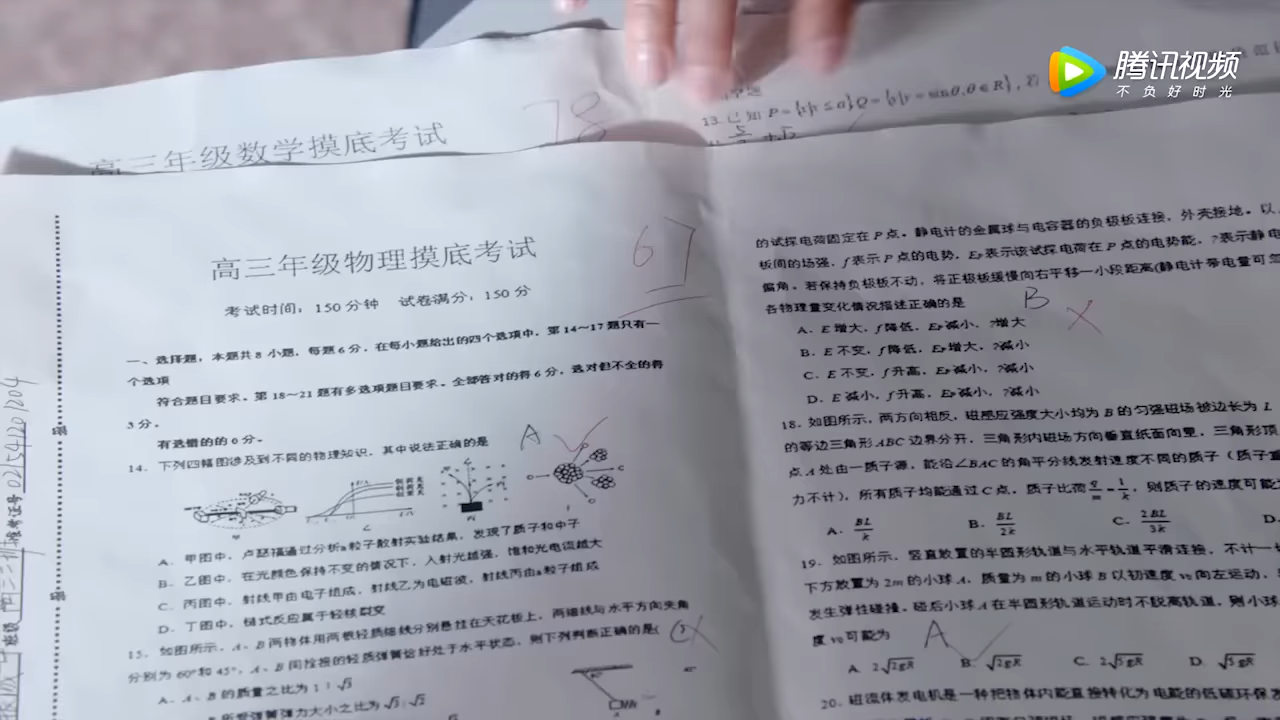 腾讯视频
不负好时光
高三年级数学摸底考试
78
13. 已知 P={y|y≤a} Q={y|y=sinθ,θ∈R}, 若
高三年级物理摸底考试
67
考试时间：150分钟 试卷满分：150分
一、选择题：本题共8小题，每题6分，在每小题给出的四个选项中，第14～17题只有一
个选项
符合题目要求。第18～21题有多选项题目要求。全部答对的得6分，选对但不全的得
3分。
有选错的的0分。
14. 下列四幅图涉及到不同的物理知识，其中说法正确的是 A
A. 甲图中，卢瑟福通过分析a粒子散射实验结果，发现了质子和中子
B. 乙图中，在光颜色保持不变的情况下，入射光越强，饱和光电流越大
C. 丙图中，射线甲由电子组成，射线乙为电磁波，射线丙由a粒子组成
D. 丁图中，链式反应属于轻核裂变
15. 如图所示，A、B两物体用两根轻质细线分别悬挂在天花板上，两细线与水平方向夹角
分别为60°和45°，A、B间拴接的轻质弹簧恰好处于水平状态，则下列判断正确的是(
A. A、B的质量之比为1：√3
的试探电荷固定在P点。静电计的金属球与电容器的负极板连接，外壳接地。以
板间的场强，f表示P点的电势，Ep表示该试探电荷在P点的电势能，?表示静电
偏角。若保持负极板不动，将正极板缓慢向右平移一小段距离(静电计带电量可忽
各物理量变化情况描述正确的是 B
A. E增大，f降低，Ep减小，?增大
B. E不变，f降低，Ep增大，?减小
C. E不变，f升高，Ep减小，?减小
D. E减小，f升高，Ep减小，?减小
18. 如图所示，两方向相反，磁感应强度大小均为B的匀强磁场被边长为L
的等边三角形ABC边界分开，三角形内磁场方向垂直纸面向里，三角形顶
点A处由一质子源，能沿∠BAC的角平分线发射速度不同的质子（质子重
力不计），所有质子均能通过C点，质子比荷q/m=1/k，则质子的速度可能为
A. BL/k B. BL/2k C. 2BL/3k D.
19. 如图所示，竖直放置的半圆形轨道与水平轨道平滑连接，不计一
下方放置为2m的小球A，质量为m的小球B以初速度v0向左运动，
发生弹性碰撞。碰后小球A在半圆形轨道运动时不脱离轨道，则小球
度v0可能为 A
A. 2√2gR B. √2gR C. 2√5gR D. √5gR
20. 磁流体发电机是一种把物体内能直接转化为电能的低碳环保发